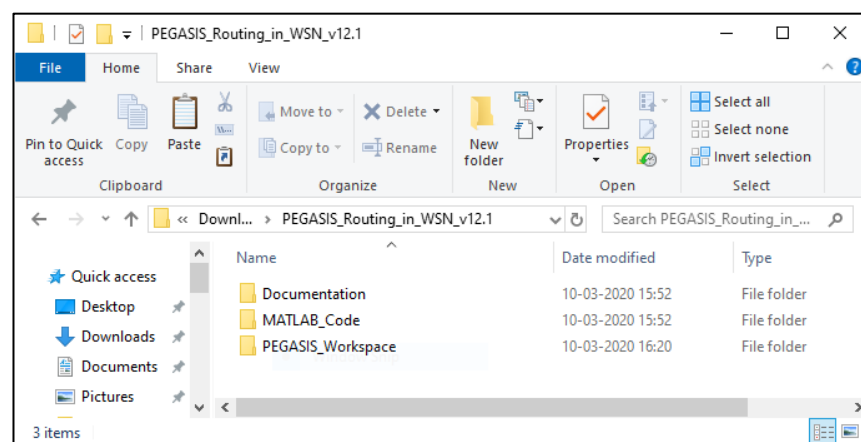 PEGASIS_Routing_in_WSN_v12.1
File Home Share View
Pin to Quick access
Copy
Paste
Move to
Copy to
Delete
Rename
New folder
Properties
Select all
Select none
Invert selection
Clipboard Organize New Open Select
« Downl... › PEGASIS_Routing_in_WSN_v12.1 Search PEGASIS_Routing_in_...
Quick access
Desktop
Downloads
Documents
Pictures
Name Date modified Type
Documentation 10-03-2020 15:52 File folder
MATLAB_Code 10-03-2020 15:52 File folder
PEGASIS_Workspace 10-03-2020 16:20 File folder
3 items